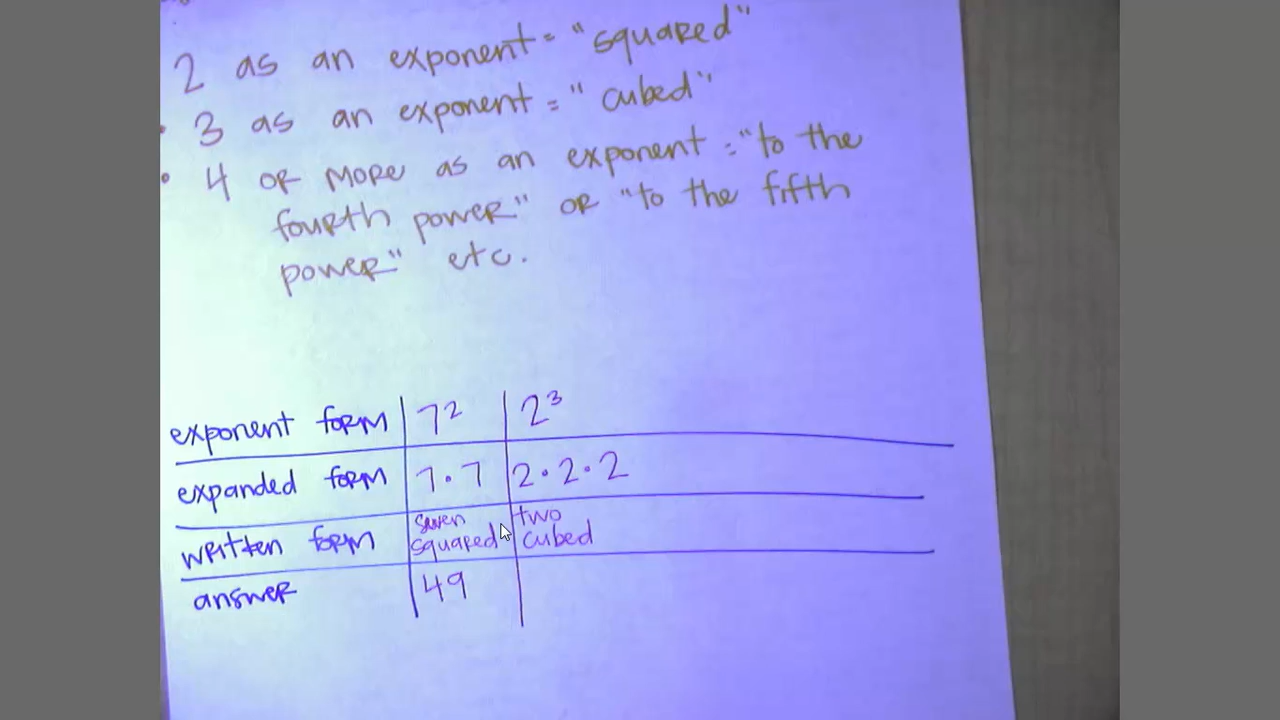 2 as an exponent = "squared"
• 3 as an exponent = "cubed"
• 4 or more as an exponent = "to the
fourth power" or "to the fifth
power" etc.
exponent form 7² 2³
expanded form 7·7 2·2·2
written form seven squared two cubed
answer 49